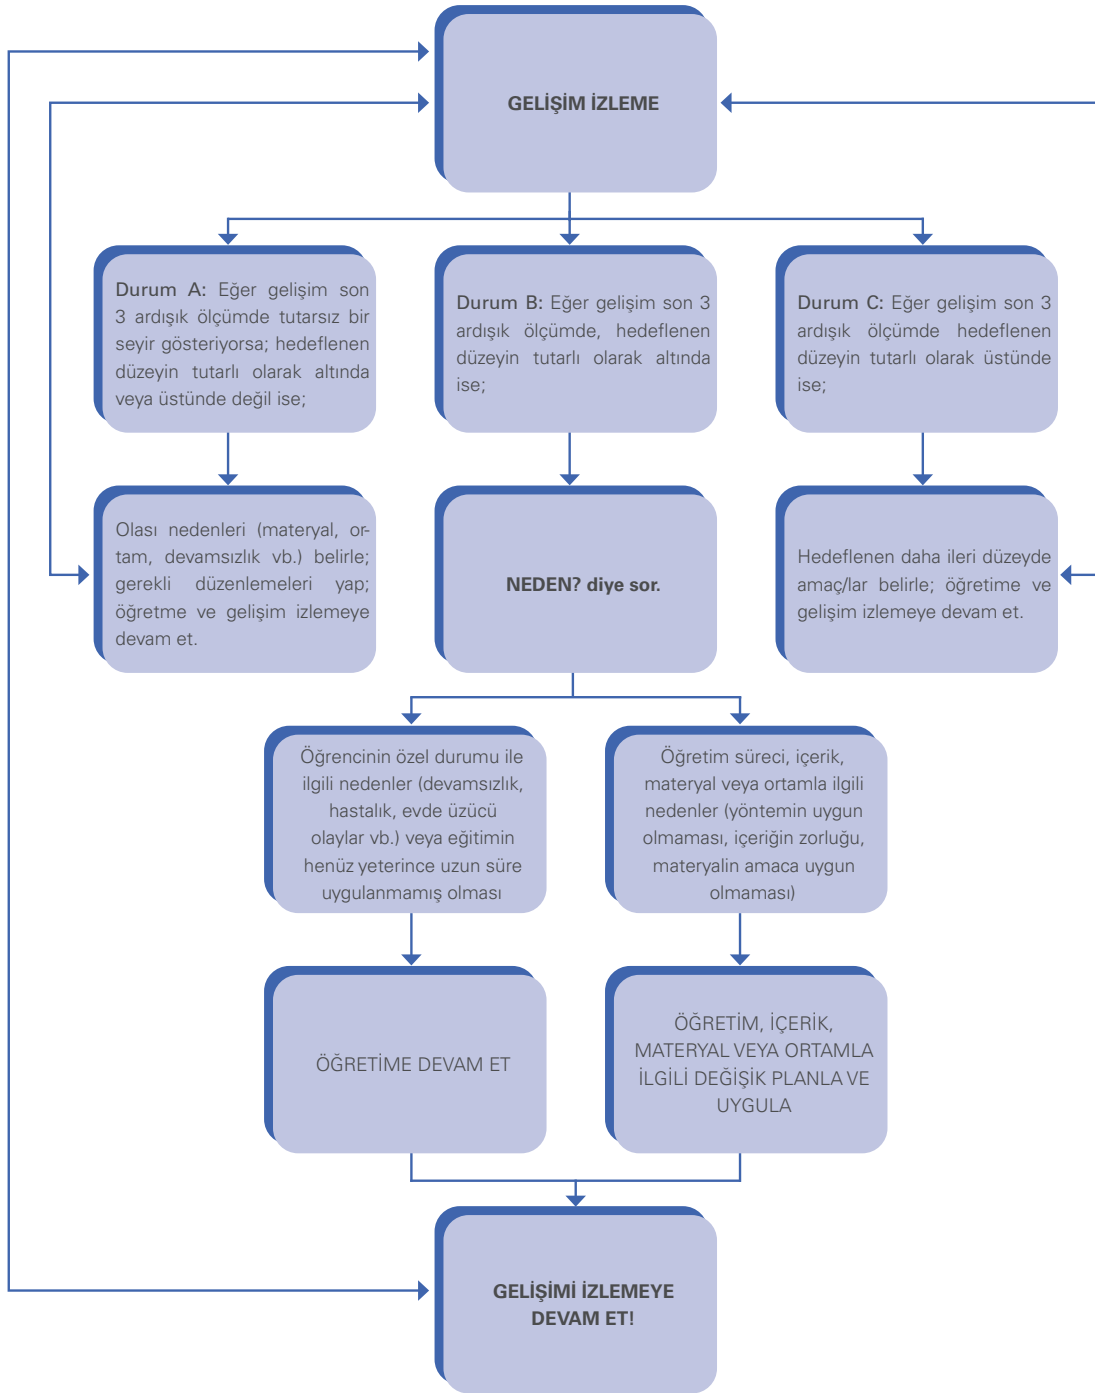 GELİŞİM İZLEME
Durum A: Eğer gelişim son
3 ardışık ölçümde tutarsız bir
seyir gösteriyorsa; hedeflenen
düzeyin tutarlı olarak altında
veya üstünde değil ise;
Durum B: Eğer gelişim son 3
ardışık ölçümde, hedeflenen
düzeyin tutarlı olarak altında
ise;
Durum C: Eğer gelişim son 3
ardışık ölçümde hedeflenen
düzeyin tutarlı olarak üstünde
ise;
Olası nedenleri (materyal, or-
tam, devamsızlık vb.) belirle;
gerekli düzenlemeleri yap;
öğretme ve gelişim izlemeye
devam et.
NEDEN? diye sor.
Hedeflenen daha ileri düzeyde
amaç/lar belirle; öğretime ve
gelişim izlemeye devam et.
Öğrencinin özel durumu ile
ilgili nedenler (devamsızlık,
hastalık, evde üzücü
olaylar vb.) veya eğitimin
henüz yeterince uzun süre
uygulanmamış olması
Öğretim süreci, içerik,
materyal veya ortamla ilgili
nedenler (yöntemin uygun
olmaması, içeriğin zorluğu,
materyalin amaca uygun
olmaması)
ÖĞRETİME DEVAM ET
ÖĞRETİM, İÇERİK,
MATERYAL VEYA ORTAMLA
İLGİLİ DEĞİŞİK PLANLA VE
UYGULA
GELİŞİMİ İZLEMEYE
DEVAM ET!